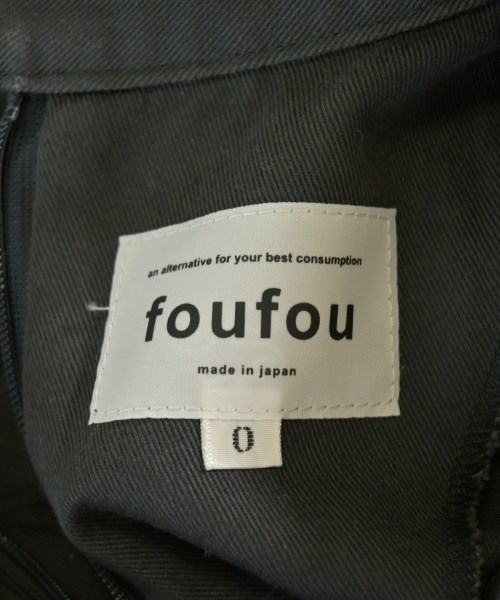 an alternative for your best consumption
foufou
made in japan
0